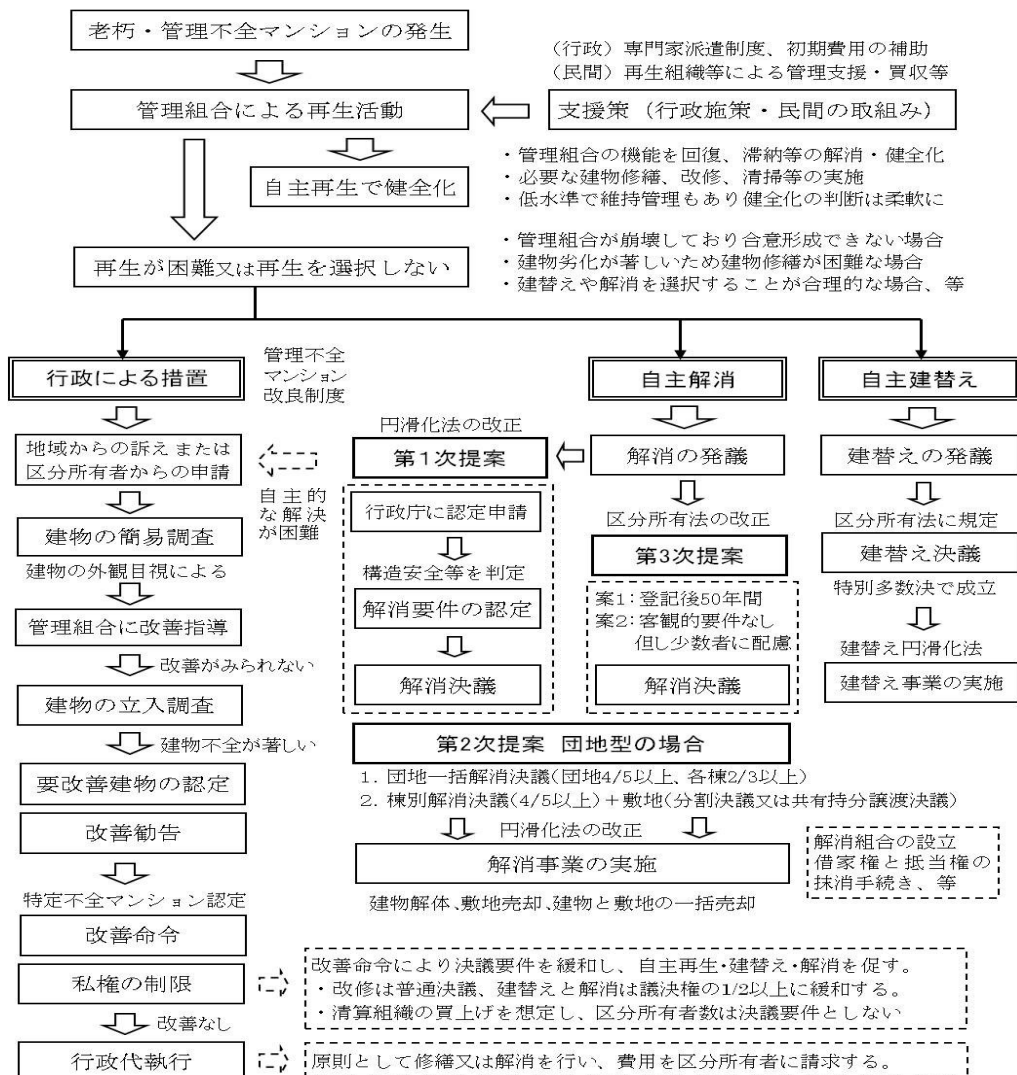 老朽・管理不全マンションの発生
（行政）専門家派遣制度、初期費用の補助
（民間）再生組織等による管理支援・買収等
管理組合による再生活動
支援策（行政施策・民間の取組み）
自主再生で健全化
・管理組合の機能を回復、滞納等の解消・健全化
・必要な建物修繕、改修、清掃等の実施
・低水準で維持管理もあり健全化の判断は柔軟に
再生が困難又は再生を選択しない
・管理組合が崩壊しており合意形成できない場合
・建物劣化が著しいため建物修繕が困難な場合
・建替えや解消を選択することが合理的な場合、等
行政による措置
管理不全
マンション
改良制度
地域からの訴えまたは
区分所有者からの申請
自主的
な解決
が困難
建物の簡易調査
建物の外観目視による
管理組合に改善指導
改善がみられない
建物の立入調査
建物不全が著しい
要改善建物の認定
改善勧告
特定不全マンション認定
改善命令
私権の制限
改善なし
行政代執行
円滑化法の改正
第1次提案
行政庁に認定申請
構造安全等を判定
解消要件の認定
解消決議
自主解消
解消の発議
区分所有法の改正
第3次提案
案1：登記後50年間
案2：客観的要件なし
但し少数者に配慮
解消決議
自主建替え
建替えの発議
区分所有法に規定
建替え決議
特別多数決で成立
建替え円滑化法
建替え事業の実施
第2次提案 団地型の場合
1. 団地一括解消決議（団地4/5以上、各棟2/3以上）
2. 棟別解消決議（4/5以上）＋敷地（分割決議又は共有持分譲渡決議）
円滑化法の改正
解消事業の実施
建物解体、敷地売却、建物と敷地の一括売却
解消組合の設立
借家権と抵当権の
抹消手続き、等
改善命令により決議要件を緩和し、自主再生・建替え・解消を促す。
・改修は普通決議、建替えと解消は議決権の1/2以上に緩和する。
・清算組織の買上げを想定し、区分所有者数は決議要件としない
原則として修繕又は解消を行い、費用を区分所有者に請求する。